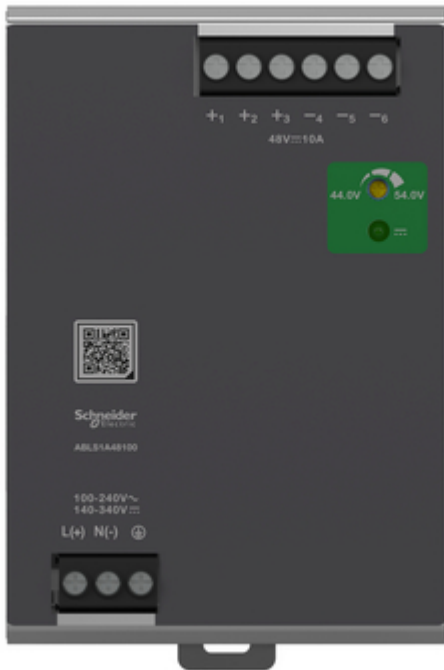 +1 +2 +3 −4 −5 −6
48V⎓10A
44.0V 54.0V
⎓
Schneider
Electric
ABLS1A48100
100-240V~
140-340V⎓
L(+) N(-) ⏚